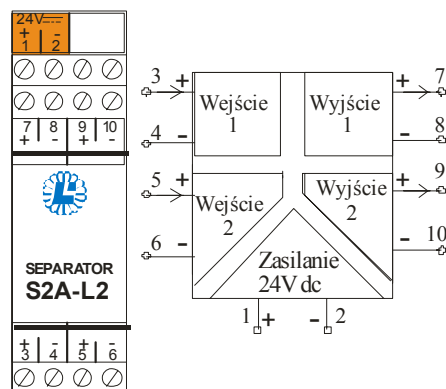 24V
+ -
1 2
7 8 9 10
+ - + -
SEPARATOR
S2A-L2
+ - + -
3 4 5 6
3 + Wejście 1
4 -
5 + Wejście 2
6 -
Wyjście 1 + 7
- 8
Wyjście 2 + 9
- 10
Zasilanie
24V dc
1 + - 2